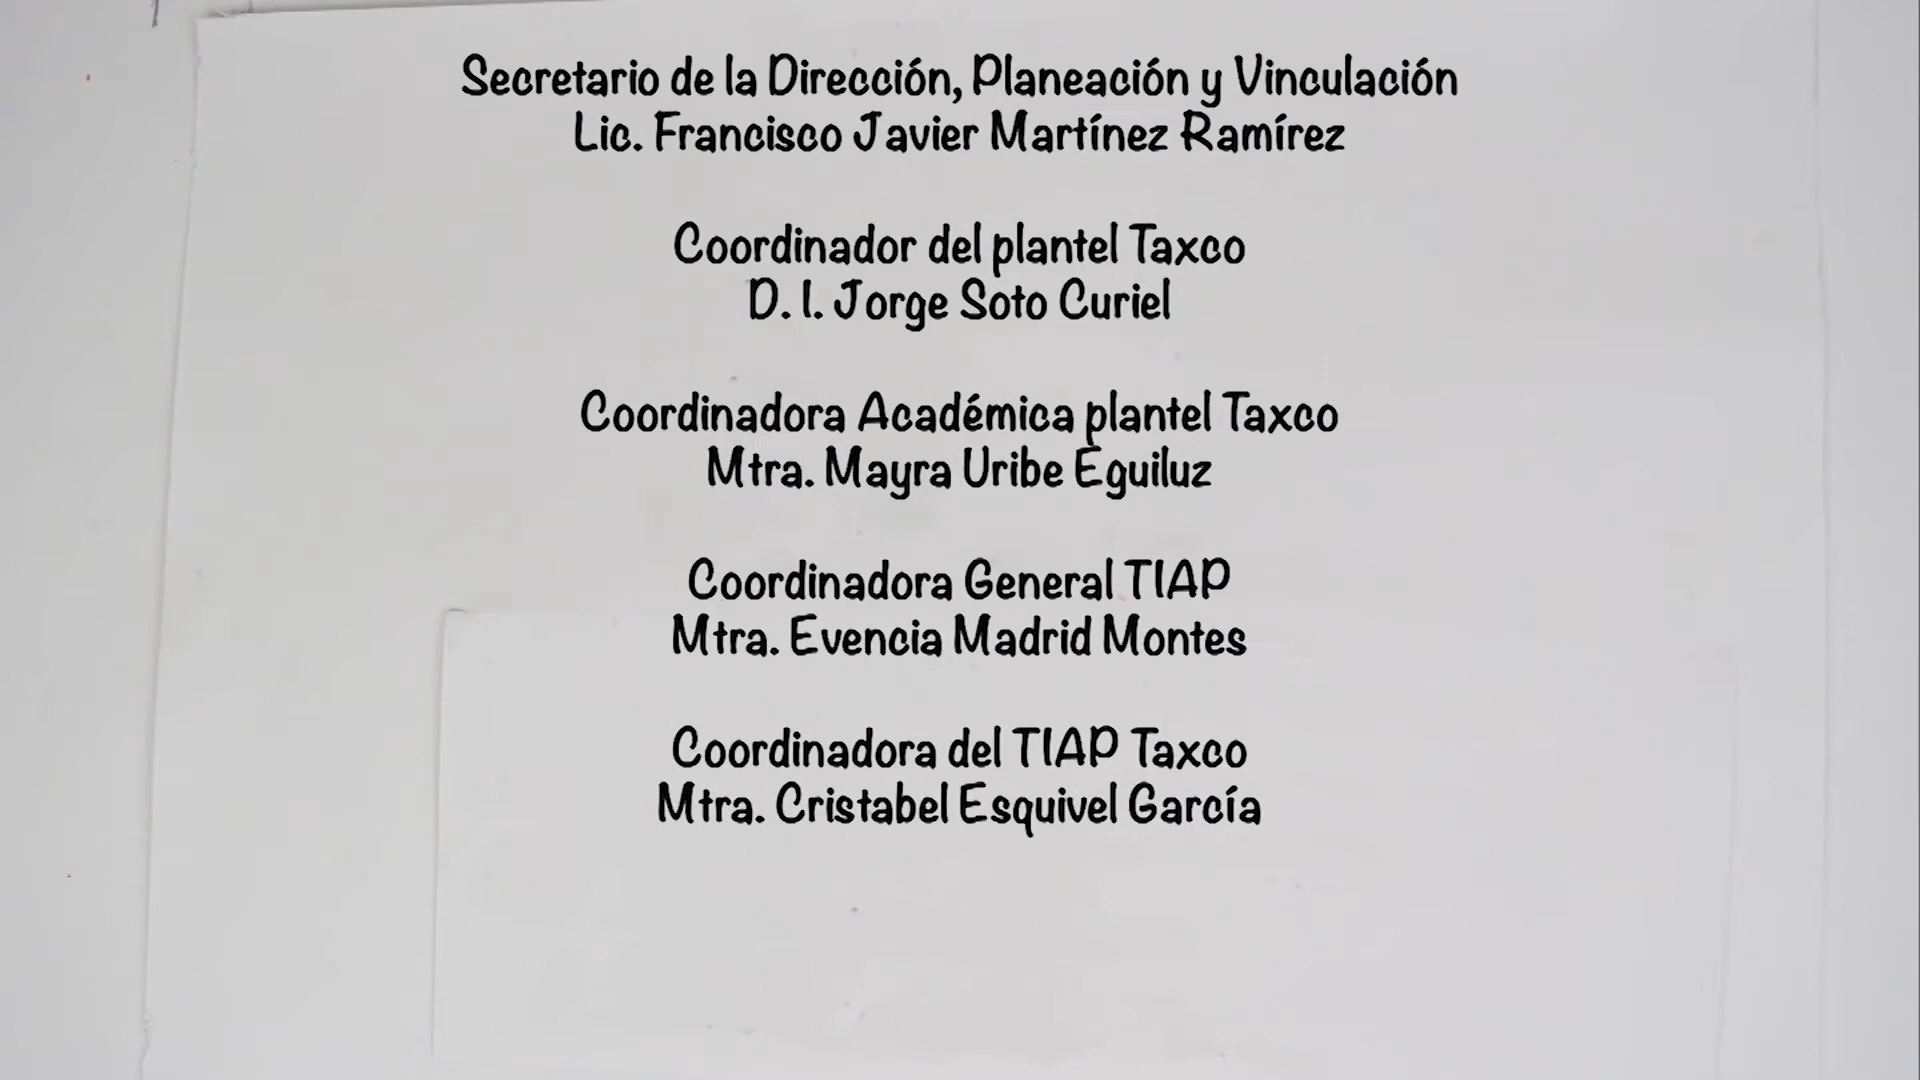 Secretario de la Dirección, Planeación y Vinculación
Lic. Francisco Javier Martínez Ramírez
Coordinador del plantel Taxco
D. I. Jorge Soto Curiel
Coordinadora Académica plantel Taxco
Mtra. Mayra Uribe Eguiluz
Coordinadora General TIAP
Mtra. Evencia Madrid Montes
Coordinadora del TIAP Taxco
Mtra. Cristabel Esquivel García